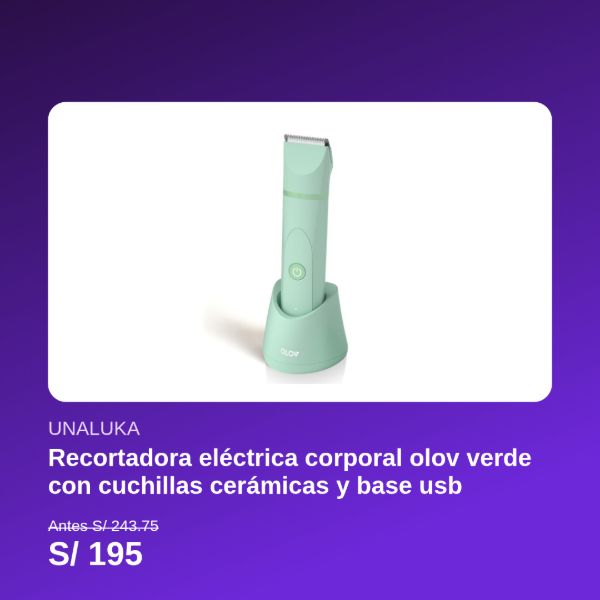 OLOV
UNALUKA
Recortadora eléctrica corporal olov verde
con cuchillas cerámicas y base usb
Antes S/ 243.75
S/ 195